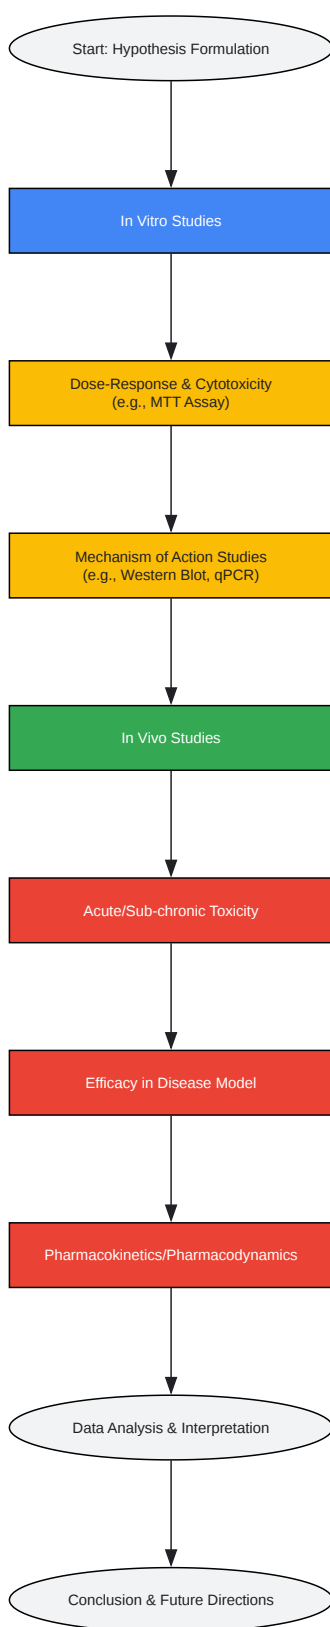 Start: Hypothesis Formulation
In Vitro Studies
Dose-Response & Cytotoxicity
(e.g., MTT Assay)
Mechanism of Action Studies
(e.g., Western Blot, qPCR)
In Vivo Studies
Acute/Sub-chronic Toxicity
Efficacy in Disease Model
Pharmacokinetics/Pharmacodynamics
Data Analysis & Interpretation
Conclusion & Future Directions